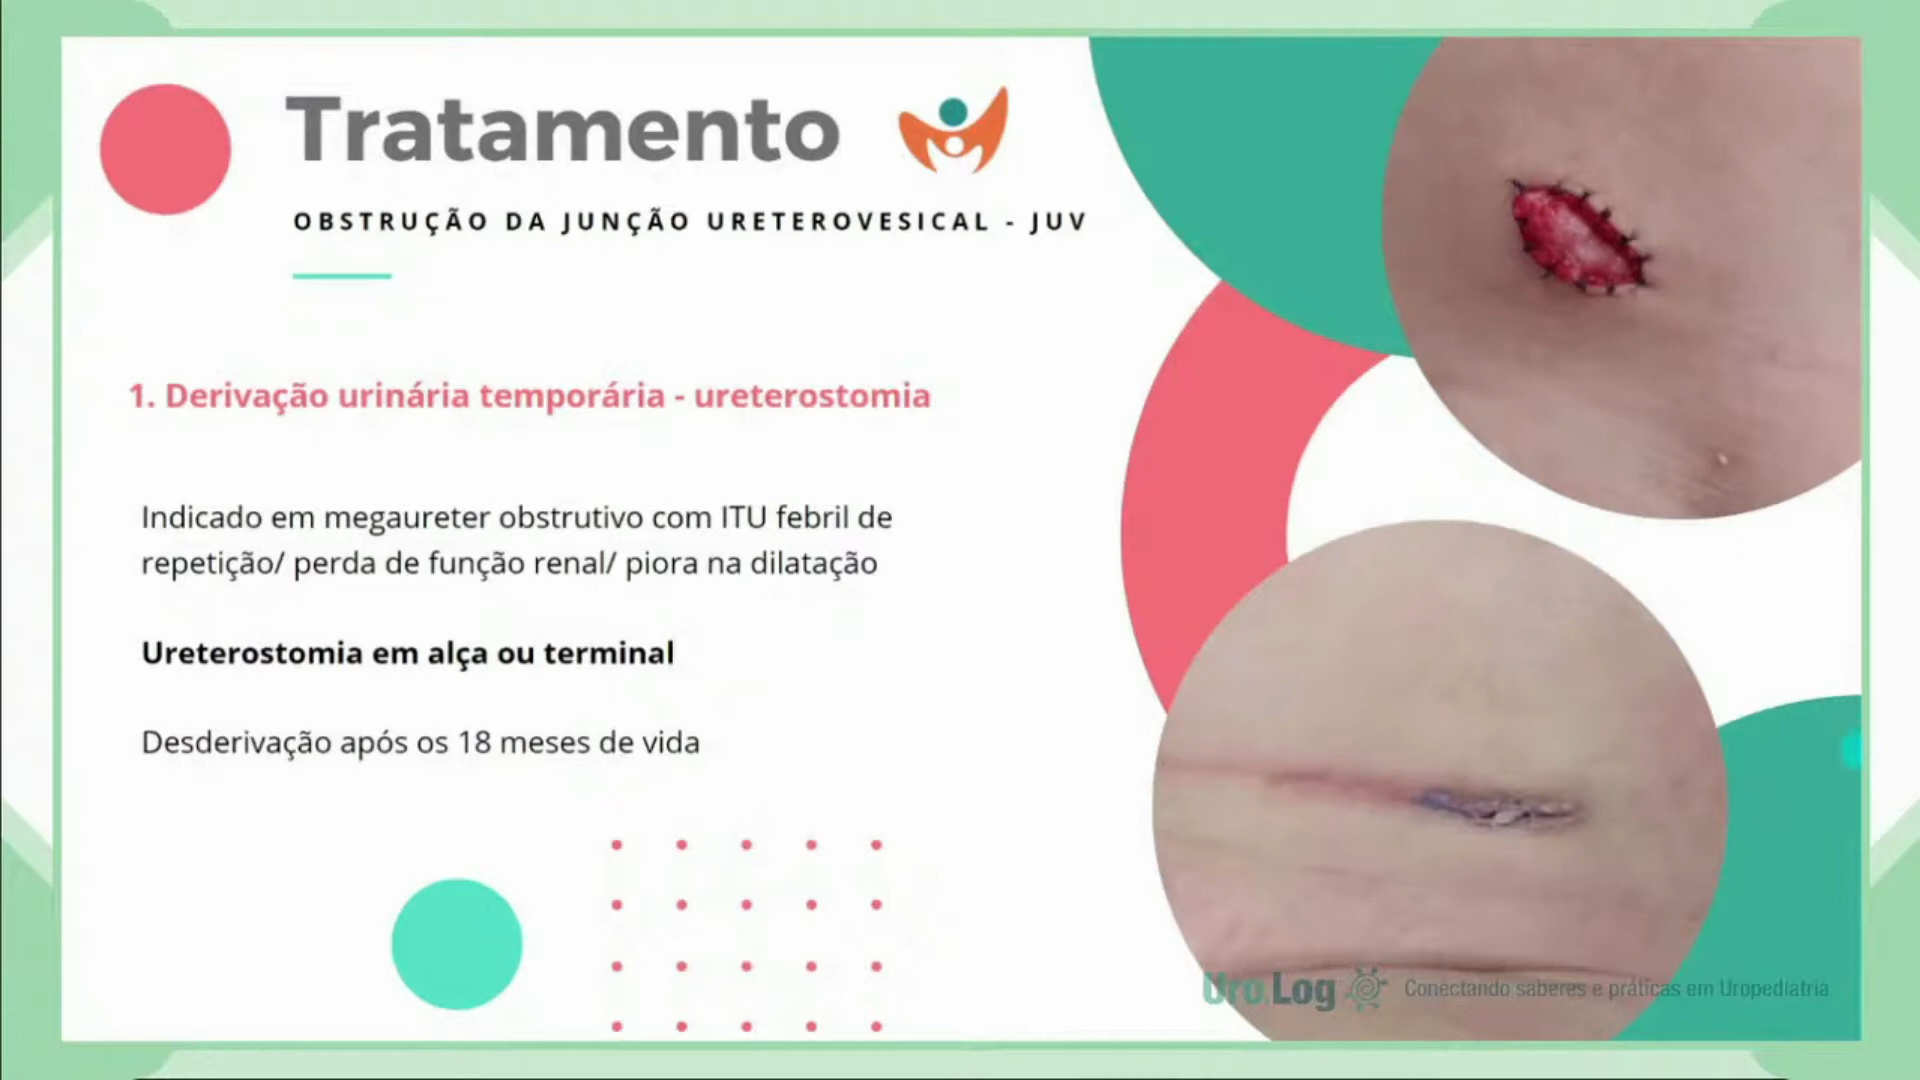 Tratamento
OBSTRUÇÃO DA JUNÇÃO URETEROVESICAL - JUV
1. Derivação urinária temporária - ureterostomia
Indicado em megaureter obstrutivo com ITU febril de
repetição/ perda de função renal/ piora na dilatação
Ureterostomia em alça ou terminal
Desderivação após os 18 meses de vida
Uro.Log Conectando saberes e práticas em Uropediatria